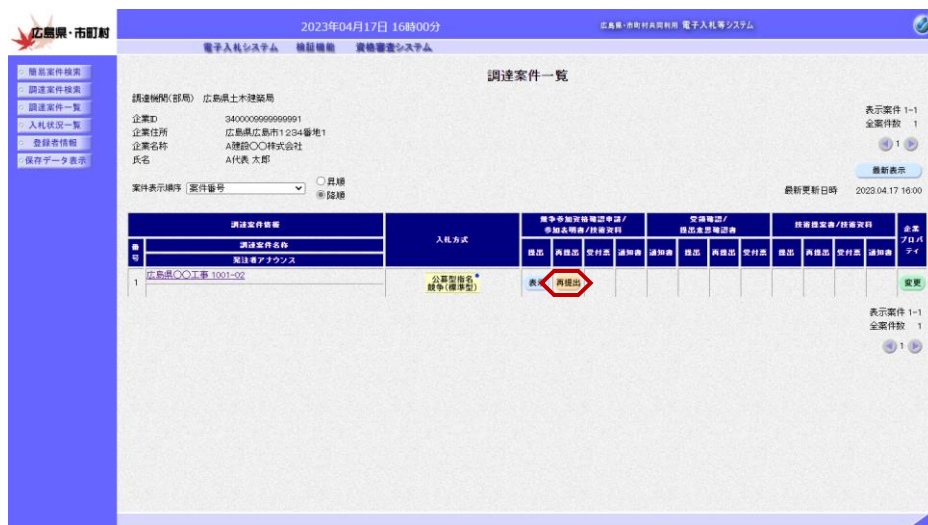 広島県・市町村
2023年04月17日 16時00分
広島県・市町村共同利用 電子入札等システム
電子入札システム 検証機能 資格審査システム
簡易案件検索
調達案件検索
調達案件一覧
入札状況一覧
登録者情報
保存データ表示
調達案件一覧
調達機関(部局) 広島県土木建築局
企業ID 3400009999999991
企業住所 広島県広島市1234番地1
企業名称 A建設〇〇株式会社
氏名 A代表 太郎
表示案件 1-1
全案件数 1
1
最新表示
案件表示順序 案件番号
昇順
降順
最新更新日時 2023.04.17 16:00
調達案件情報
番号
調達案件名称
発注者アナウンス
入札方式
競争参加資格確認申請/
参加表明書/技術資料
提出 再提出 受付票 通知書
受領確認/
提出意思確認書
通知書 提出 再提出 受付票
技術提案書/技術資料
提出 再提出 受付票 通知書
企業
プロパ
ティ
1
広島県〇〇工事 1001-02
公募型指名
競争(標準型)
表示
再提出
変更
表示案件 1-1
全案件数 1
1